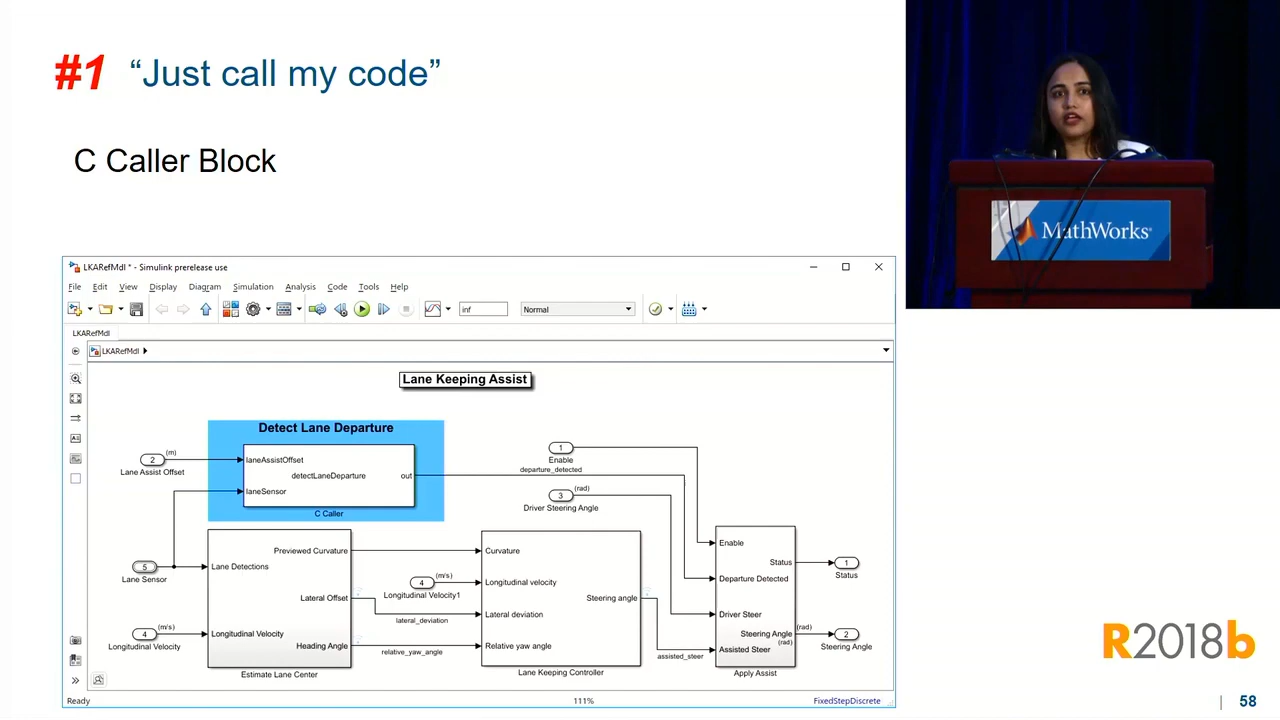 #1 “Just call my code”
C Caller Block
MathWorks®
LKARefMdl * - Simulink prerelease use
File Edit View Display Diagram Simulation Analysis Code Tools Help
inf Normal
LKARefMdl
LKARefMdl
Lane Keeping Assist
Detect Lane Departure
2 (m)
Lane Assist Offset
laneAssistOffset
detectLaneDeparture out
laneSensor
C Caller
1
Enable
departure_detected
3 (rad)
Driver Steering Angle
5
Lane Sensor
Lane Detections
Previewed Curvature
Lateral Offset
4 (m/s)
Longitudinal Velocity
Longitudinal Velocity
Heading Angle
Estimate Lane Center
4 (m/s)
Longitudinal Velocity1
lateral_deviation
relative_yaw_angle
Curvature
Longitudinal velocity
Lateral deviation
Relative yaw angle
Steering angle
Lane Keeping Controller
assisted_steer
Enable
Status
Departure Detected
Driver Steer
Steering Angle
(rad)
Assisted Steer
Apply Assist
1
Status
(rad)
2
Steering Angle
Ready 111% FixedStepDiscrete
R2018b
| 58